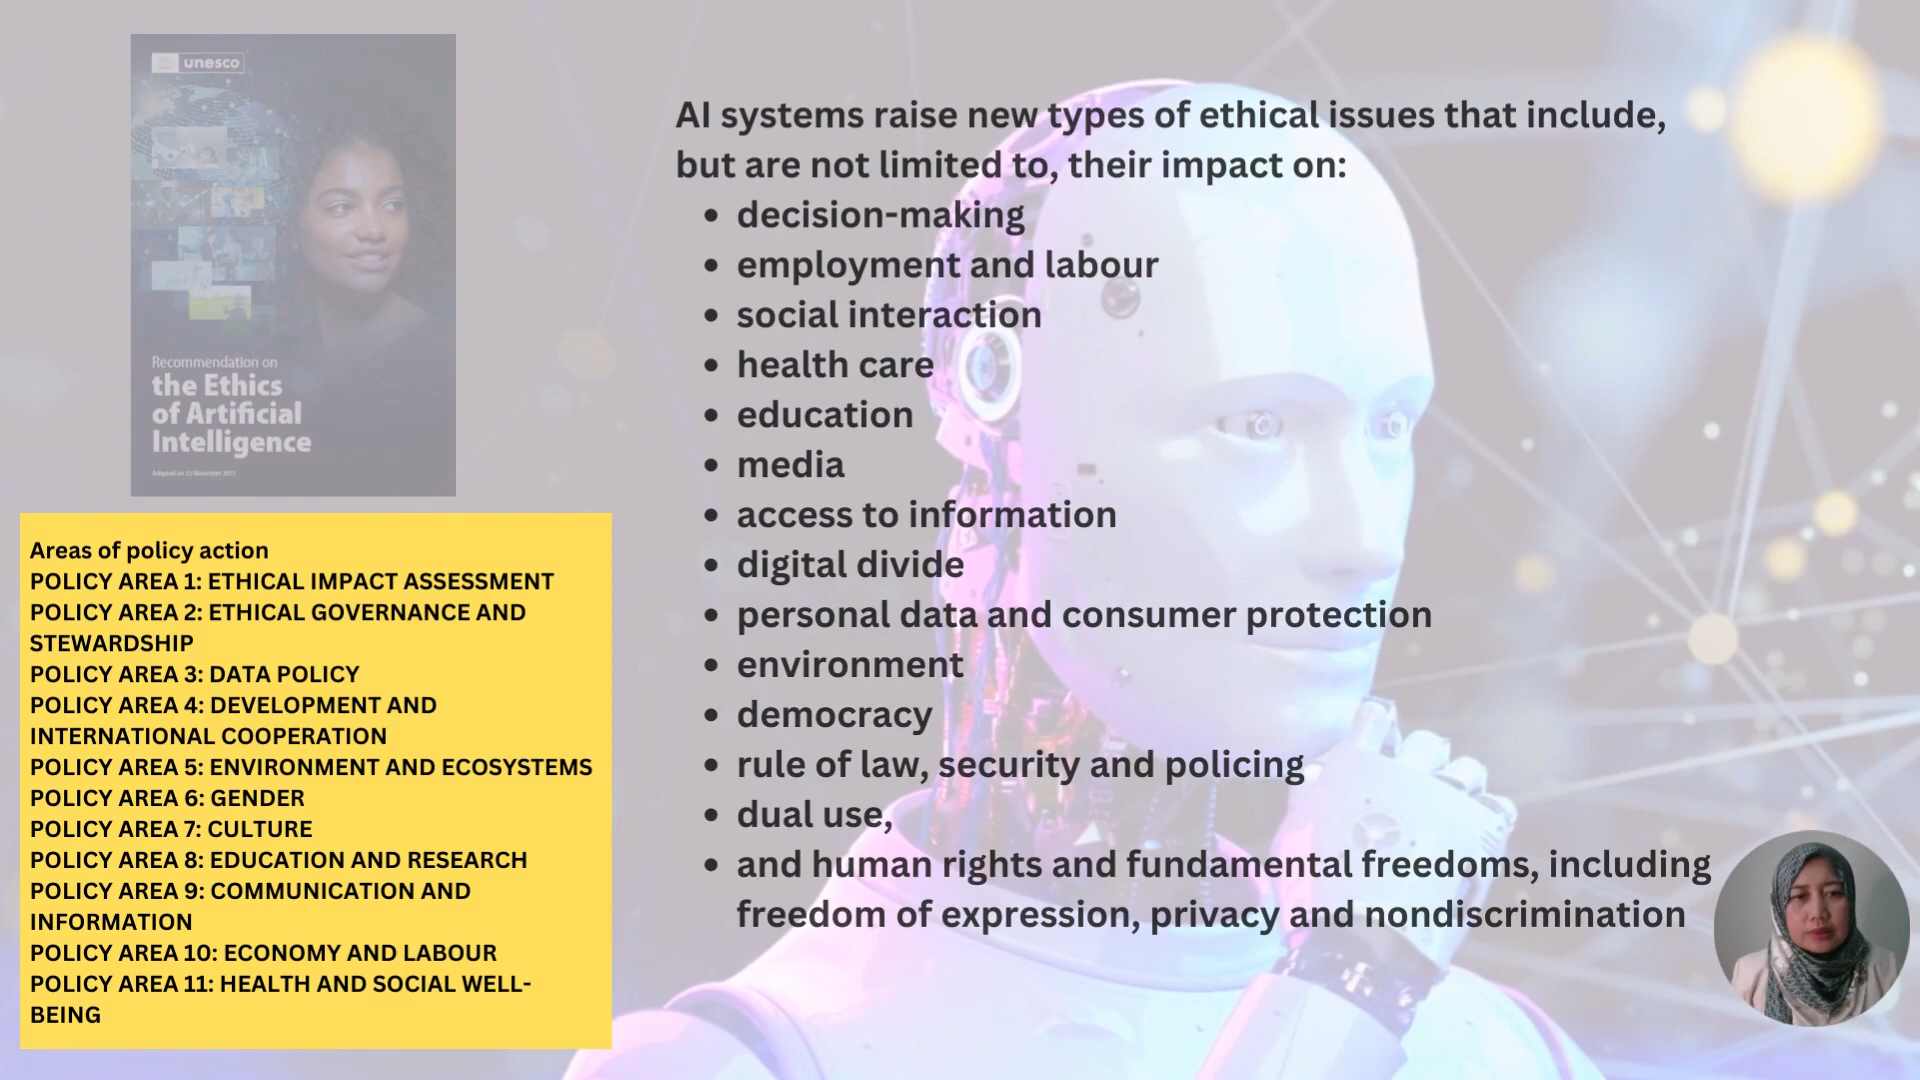 unesco
Recommendation on
the Ethics
of Artificial
Intelligence
Adopted on 23 November 2021
Areas of policy action
POLICY AREA 1: ETHICAL IMPACT ASSESSMENT
POLICY AREA 2: ETHICAL GOVERNANCE AND
STEWARDSHIP
POLICY AREA 3: DATA POLICY
POLICY AREA 4: DEVELOPMENT AND
INTERNATIONAL COOPERATION
POLICY AREA 5: ENVIRONMENT AND ECOSYSTEMS
POLICY AREA 6: GENDER
POLICY AREA 7: CULTURE
POLICY AREA 8: EDUCATION AND RESEARCH
POLICY AREA 9: COMMUNICATION AND
INFORMATION
POLICY AREA 10: ECONOMY AND LABOUR
POLICY AREA 11: HEALTH AND SOCIAL WELL-
BEING
AI systems raise new types of ethical issues that include,
but are not limited to, their impact on:
• decision-making
• employment and labour
• social interaction
• health care
• education
• media
• access to information
• digital divide
• personal data and consumer protection
• environment
• democracy
• rule of law, security and policing
• dual use,
• and human rights and fundamental freedoms, including
freedom of expression, privacy and nondiscrimination